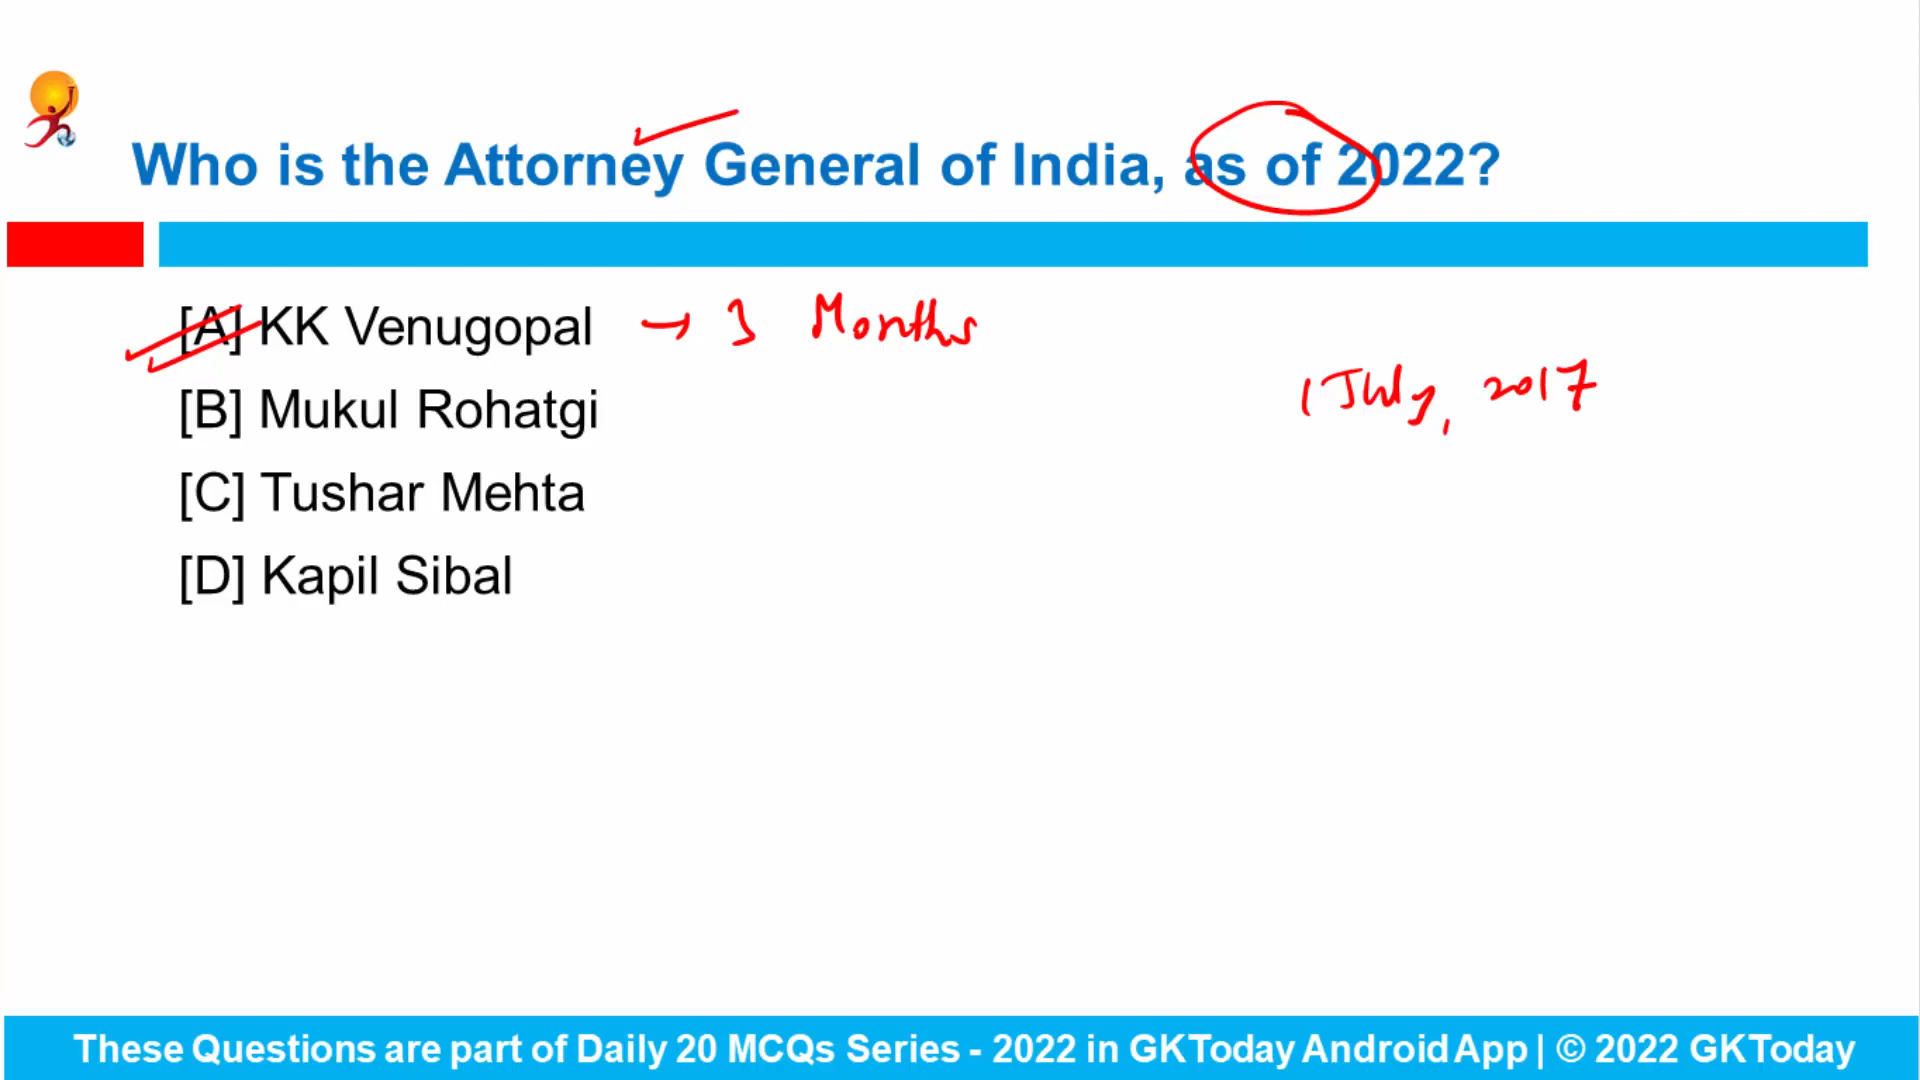 Who is the Attorney General of India, as of 2022?
[A] KK Venugopal → 3 Months
1 July, 2017
[B] Mukul Rohatgi
[C] Tushar Mehta
[D] Kapil Sibal
These Questions are part of Daily 20 MCQs Series - 2022 in GKToday Android App | © 2022 GKToday